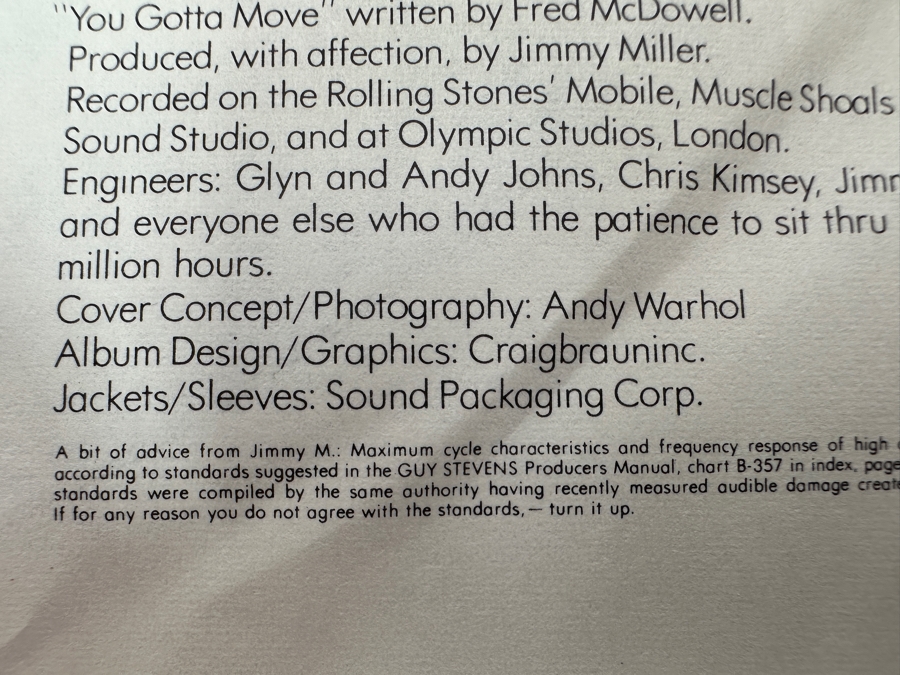 "You Gotta Move" written by Fred McDowell.
Produced, with affection, by Jimmy Miller.
Recorded on the Rolling Stones' Mobile, Muscle Shoals
Sound Studio, and at Olympic Studios, London.
Engineers: Glyn and Andy Johns, Chris Kimsey,
and everyone else who had the patience to sit thru
million hours.
Cover Concept/Photography: Andy Warhol
Album Design/Graphics: Craigbrauninc.
Jackets/Sleeves: Sound Packaging Corp.
A bit of advice from Jimmy M.: Maximum cycle characteristics and frequency response of high
according to standards suggested in the GUY STEVENS Producers Manual, chart B-357 in index, page
standards were compiled by the same authority having recently measured audible damage
If for any reason you do not agree with the standards,— turn it up.